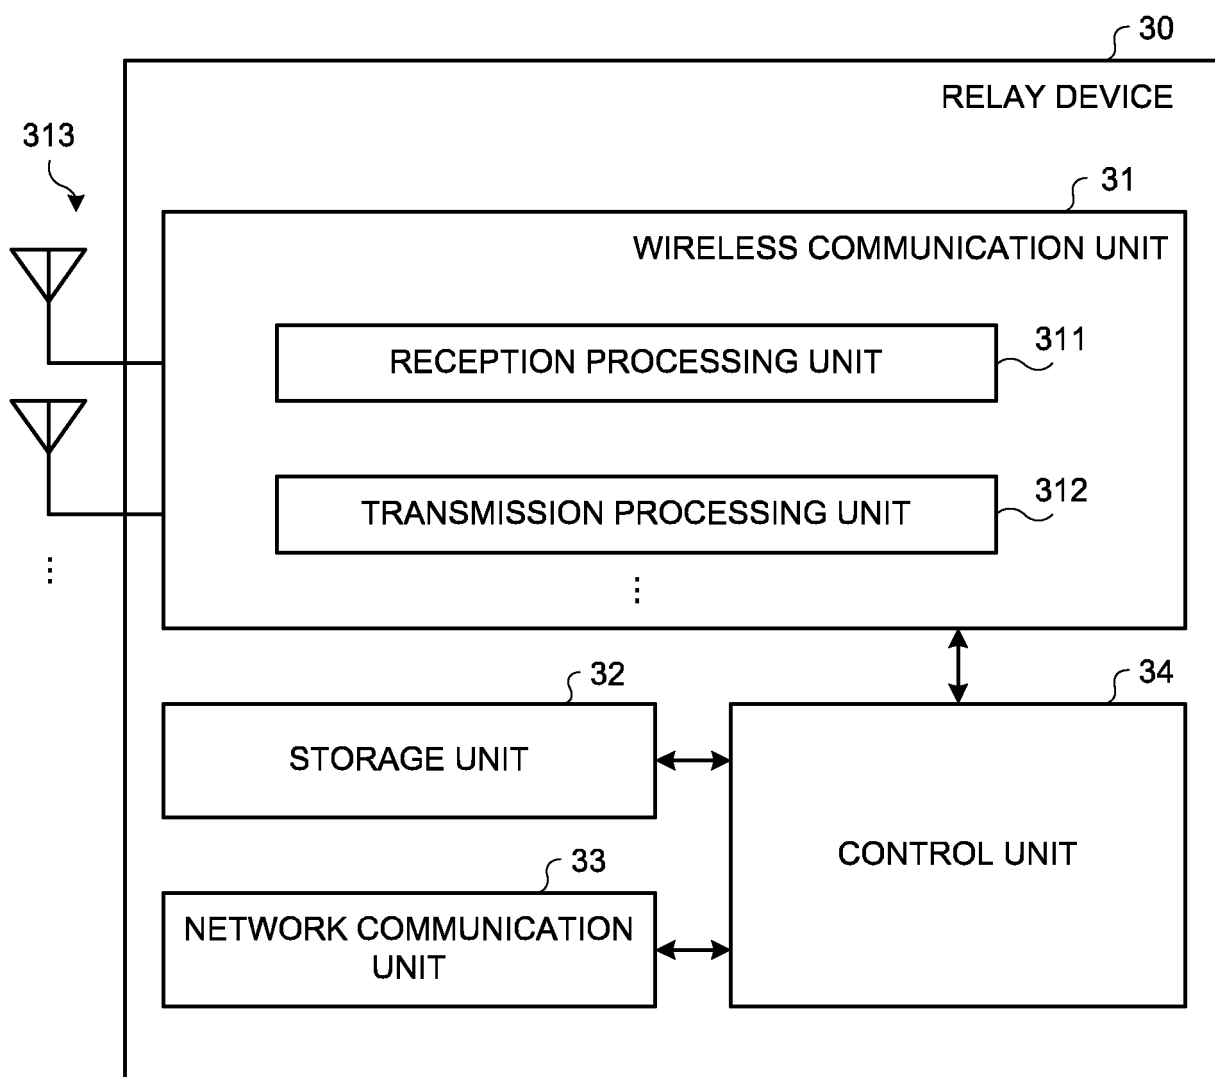 30
RELAY DEVICE
313
31
WIRELESS COMMUNICATION UNIT
RECEPTION PROCESSING UNIT
311
TRANSMISSION PROCESSING UNIT
312
32
STORAGE UNIT
34
CONTROL UNIT
33
NETWORK COMMUNICATION
UNIT